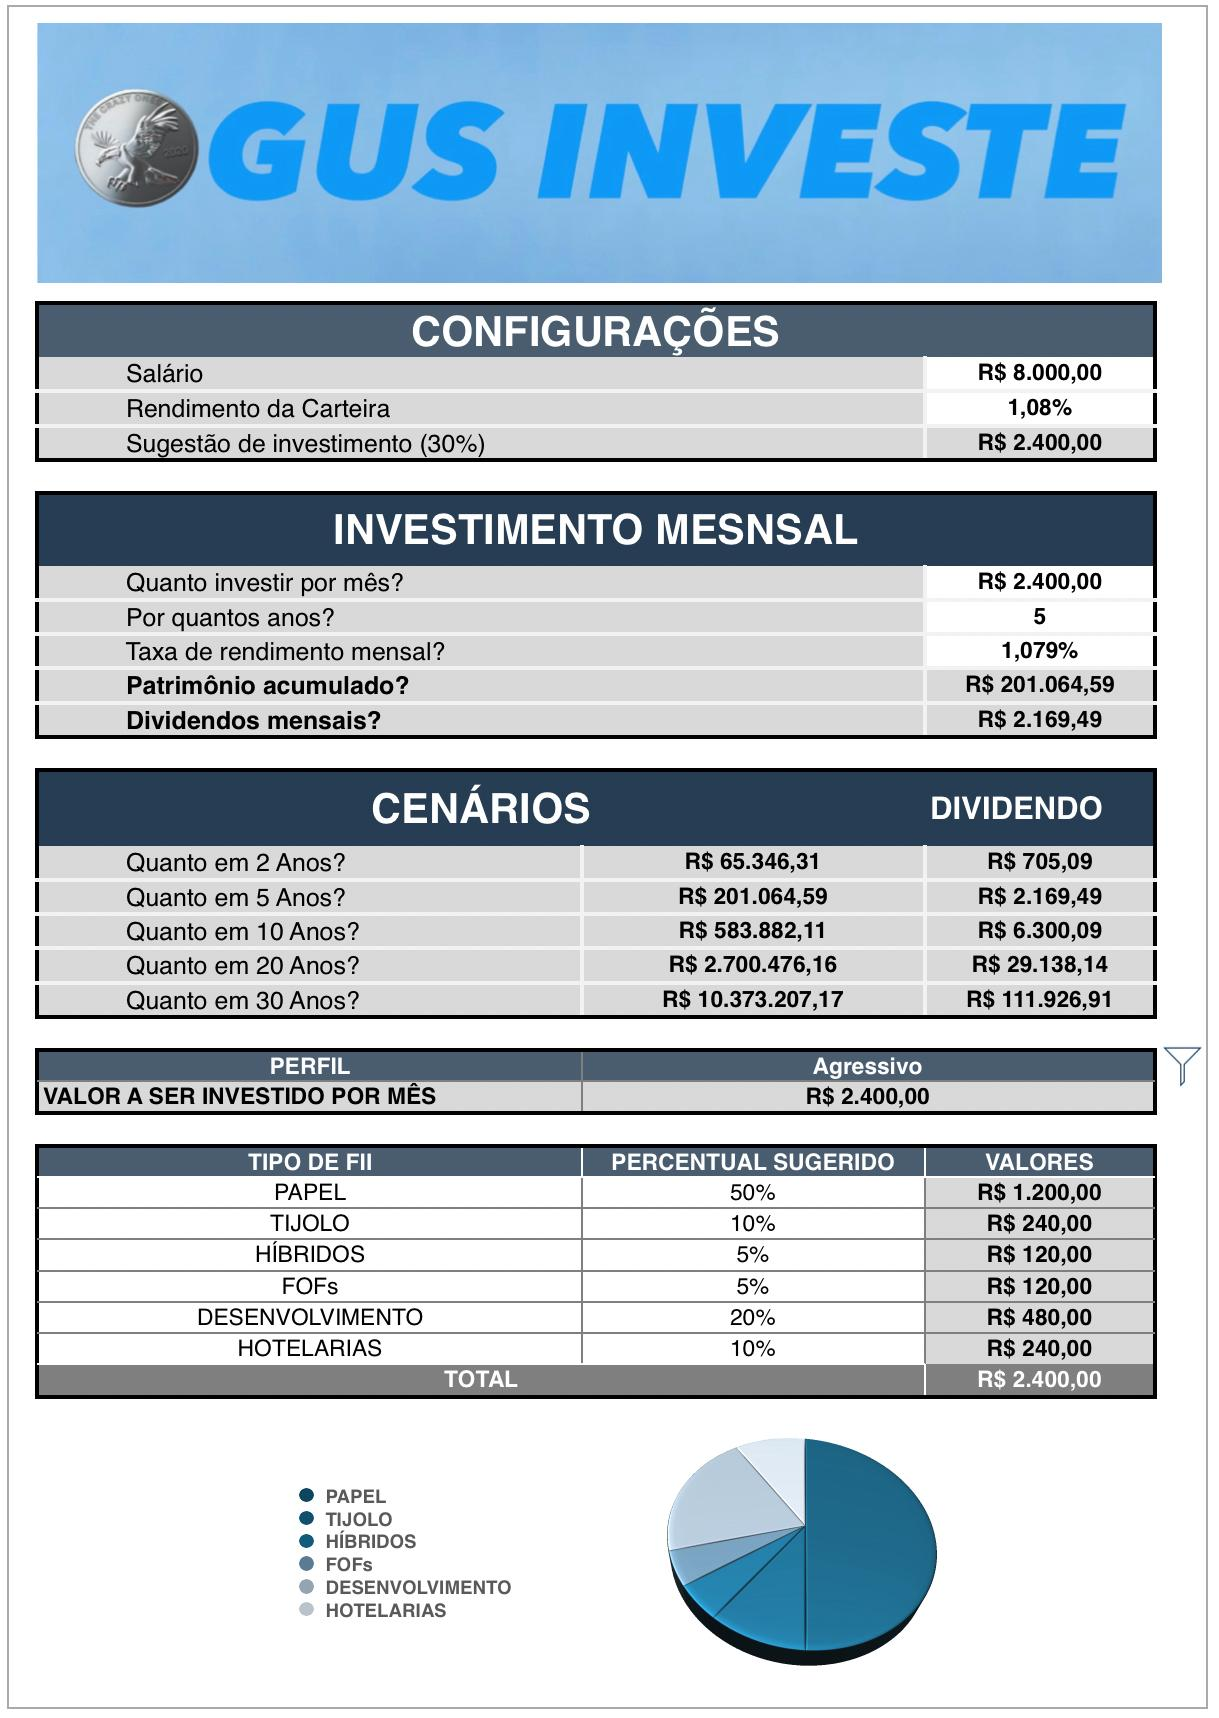 THE CRAZY ONES
2020
GUS INVESTE
CONFIGURAÇÕES
Salário R$ 8.000,00
Rendimento da Carteira 1,08%
Sugestão de investimento (30%) R$ 2.400,00
INVESTIMENTO MESNSAL
Quanto investir por mês? R$ 2.400,00
Por quantos anos? 5
Taxa de rendimento mensal? 1,079%
Patrimônio acumulado? R$ 201.064,59
Dividendos mensais? R$ 2.169,49
CENÁRIOS DIVIDENDO
Quanto em 2 Anos? R$ 65.346,31 R$ 705,09
Quanto em 5 Anos? R$ 201.064,59 R$ 2.169,49
Quanto em 10 Anos? R$ 583.882,11 R$ 6.300,09
Quanto em 20 Anos? R$ 2.700.476,16 R$ 29.138,14
Quanto em 30 Anos? R$ 10.373.207,17 R$ 111.926,91
PERFIL Agressivo
VALOR A SER INVESTIDO POR MÊS R$ 2.400,00
TIPO DE FII PERCENTUAL SUGERIDO VALORES
PAPEL 50% R$ 1.200,00
TIJOLO 10% R$ 240,00
HÍBRIDOS 5% R$ 120,00
FOFs 5% R$ 120,00
DESENVOLVIMENTO 20% R$ 480,00
HOTELARIAS 10% R$ 240,00
TOTAL R$ 2.400,00
PAPEL
TIJOLO
HÍBRIDOS
FOFs
DESENVOLVIMENTO
HOTELARIAS